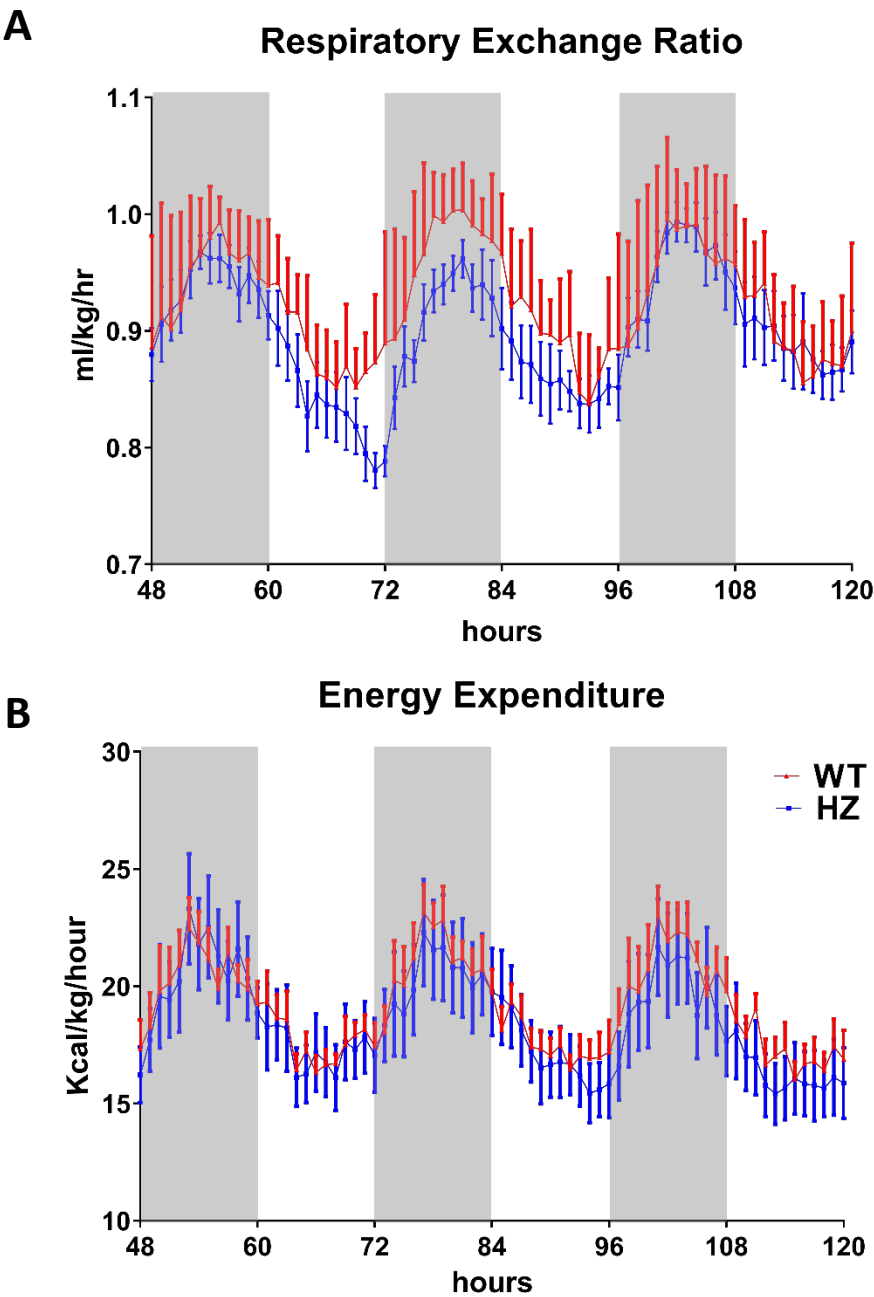 A
Respiratory Exchange Ratio
1.1
1.0
0.9
0.8
0.7
ml/kg/hr
48 60 72 84 96 108 120
hours
B
Energy Expenditure
30
25
20
15
10
Kcal/kg/hour
WT
HZ
48 60 72 84 96 108 120
hours